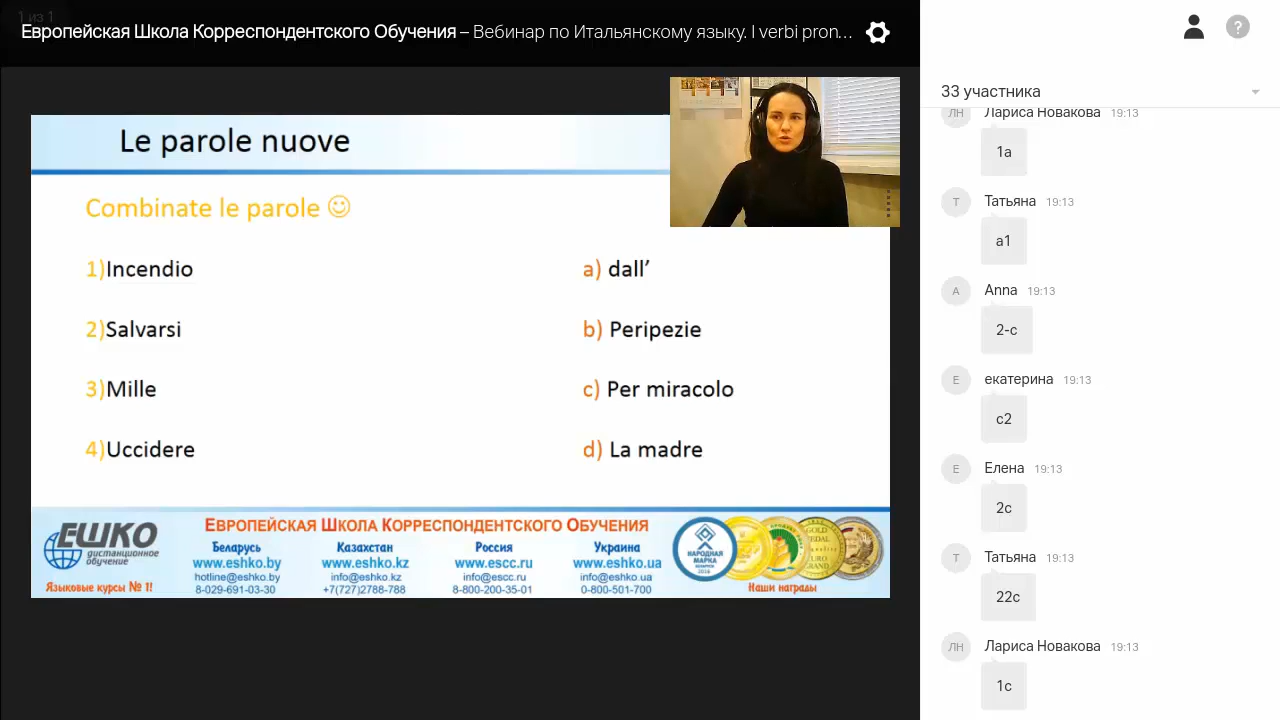 1 из 1
Европейская Школа Корреспондентского Обучения – Вебинар по Итальянскому языку. I verbi pron...
Le parole nuove
Combinate le parole ☺
1)Incendio
a) dall’
2)Salvarsi
b) Peripezie
3)Mille
c) Per miracolo
4)Uccidere
d) La madre
ЕШКО
дистанционное
обучение
Языковые курсы № 1!
Европейская Школа Корреспондентского Обучения
Беларусь
www.eshko.by
hotline@eshko.by
8-029-691-03-30
Казахстан
www.eshko.kz
info@eshko.kz
+7(727)2788-788
Россия
www.escc.ru
info@escc.ru
8-800-200-35-01
Украина
www.eshko.ua
info@eshko.ua
0-800-501-700
НАРОДНАЯ
МАРКА
Наши награды
?
33 участника
ЛН Лариса Новакова 19:13
1a
Т Татьяна 19:13
a1
A Anna 19:13
2-c
Е екатерина 19:13
c2
Е Елена 19:13
2c
Т Татьяна 19:13
22c
ЛН Лариса Новакова 19:13
1c